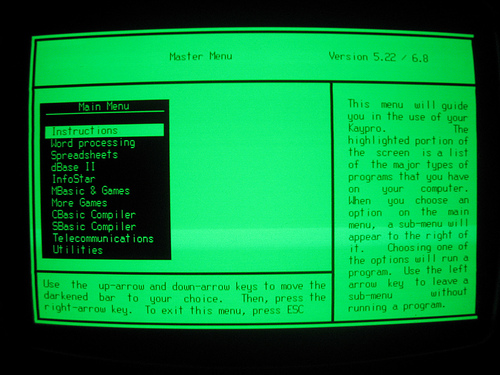 Master Menu
Version 5.22 / 6.8
Main Menu
Instructions
Word processing
Spreadsheets
dBase II
InfoStar
MBasic & Games
More Games
CBasic Compiler
SBasic Compiler
Telecommunications
Utilities
This menu will guide
you in the use of your
Kaypro. The
highlighted portion of
the screen is a list
of the major types of
programs that you have
on your computer.
When you choose an
option on the main
menu, a sub-menu will
appear to the right of
it. Choosing one of
the options will run a
program. Use the left
arrow key to leave a
sub-menu without
running a program.
Use the up-arrow and down-arrow keys to move the
darkened bar to your choice. Then, press the
right-arrow key. To exit this menu, press ESC